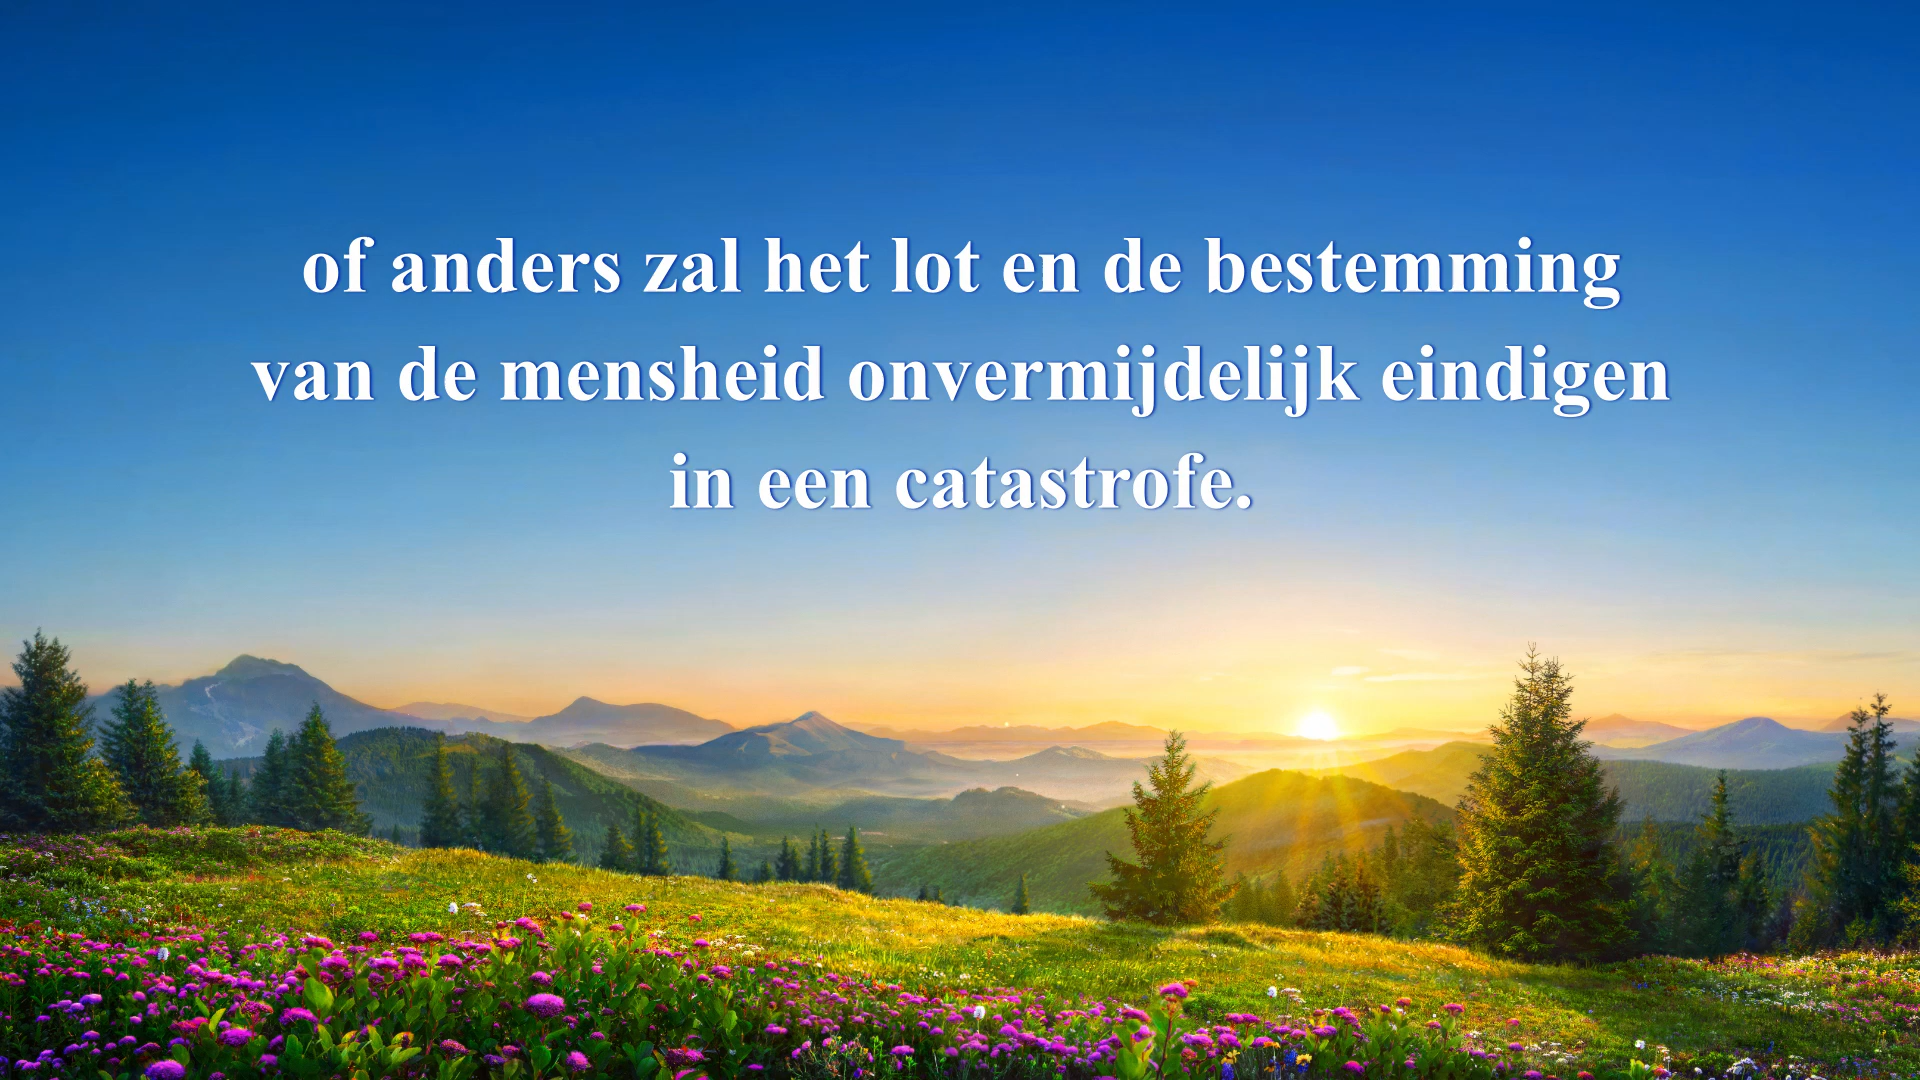 of anders zal het lot en de bestemming
van de mensheid onvermijdelijk eindigen
in een catastrofe.